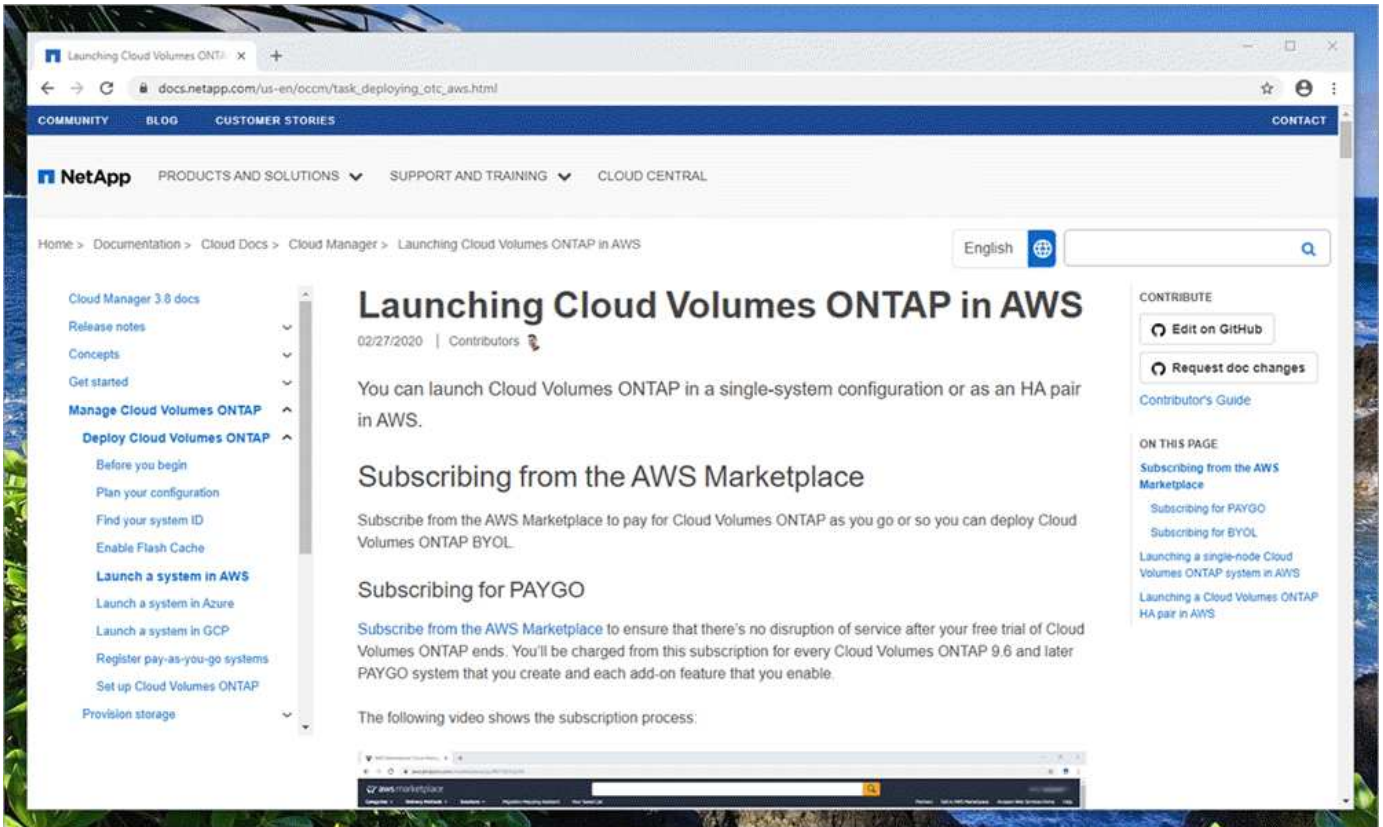 Launching Cloud Volumes ONTA
docs.netapp.com/us-en/occm/task_deploying_otc_aws.html
COMMUNITY BLOG CUSTOMER STORIES CONTACT
NetApp PRODUCTS AND SOLUTIONS SUPPORT AND TRAINING CLOUD CENTRAL
Home > Documentation > Cloud Docs > Cloud Manager > Launching Cloud Volumes ONTAP in AWS
English
Cloud Manager 3.8 docs
Release notes
Concepts
Get started
Manage Cloud Volumes ONTAP
Deploy Cloud Volumes ONTAP
Before you begin
Plan your configuration
Find your system ID
Enable Flash Cache
Launch a system in AWS
Launch a system in Azure
Launch a system in GCP
Register pay-as-you-go systems
Set up Cloud Volumes ONTAP
Provision storage
Launching Cloud Volumes ONTAP in AWS
02/27/2020 | Contributors
You can launch Cloud Volumes ONTAP in a single-system configuration or as an HA pair
in AWS.
Subscribing from the AWS Marketplace
Subscribe from the AWS Marketplace to pay for Cloud Volumes ONTAP as you go or so you can deploy Cloud
Volumes ONTAP BYOL.
Subscribing for PAYGO
Subscribe from the AWS Marketplace to ensure that there's no disruption of service after your free trial of Cloud
Volumes ONTAP ends. You'll be charged from this subscription for every Cloud Volumes ONTAP 9.6 and later
PAYGO system that you create and each add-on feature that you enable.
The following video shows the subscription process:
aws marketplace
CONTRIBUTE
Edit on GitHub
Request doc changes
Contributor's Guide
ON THIS PAGE
Subscribing from the AWS
Marketplace
Subscribing for PAYGO
Subscribing for BYOL
Launching a single-node Cloud
Volumes ONTAP system in AWS
Launching a Cloud Volumes ONTAP
HA pair in AWS